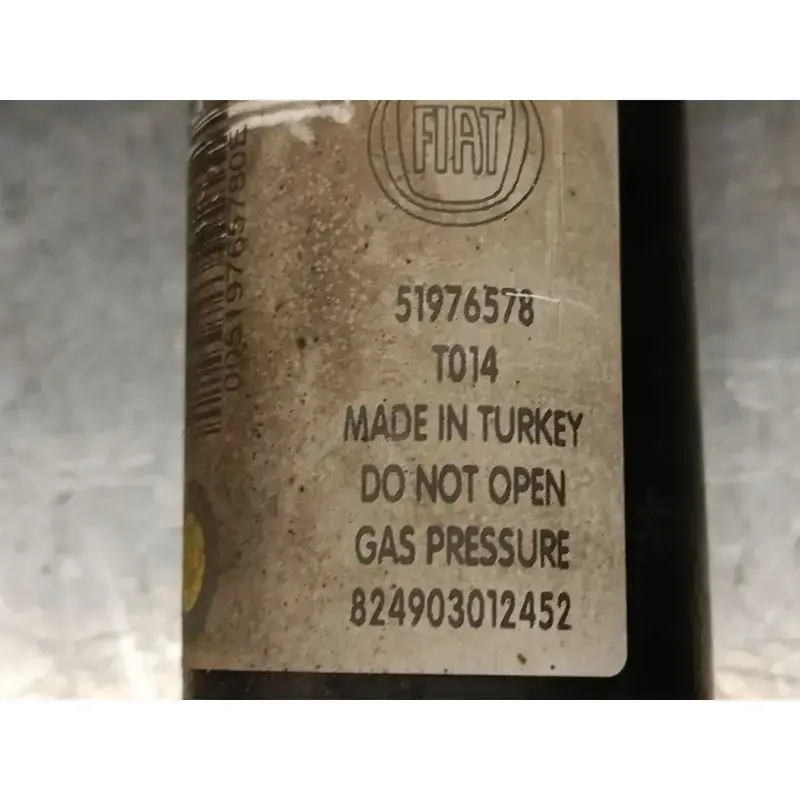 FIAT
51976578
T014
MADE IN TURKEY
DO NOT OPEN
GAS PRESSURE
824903012452